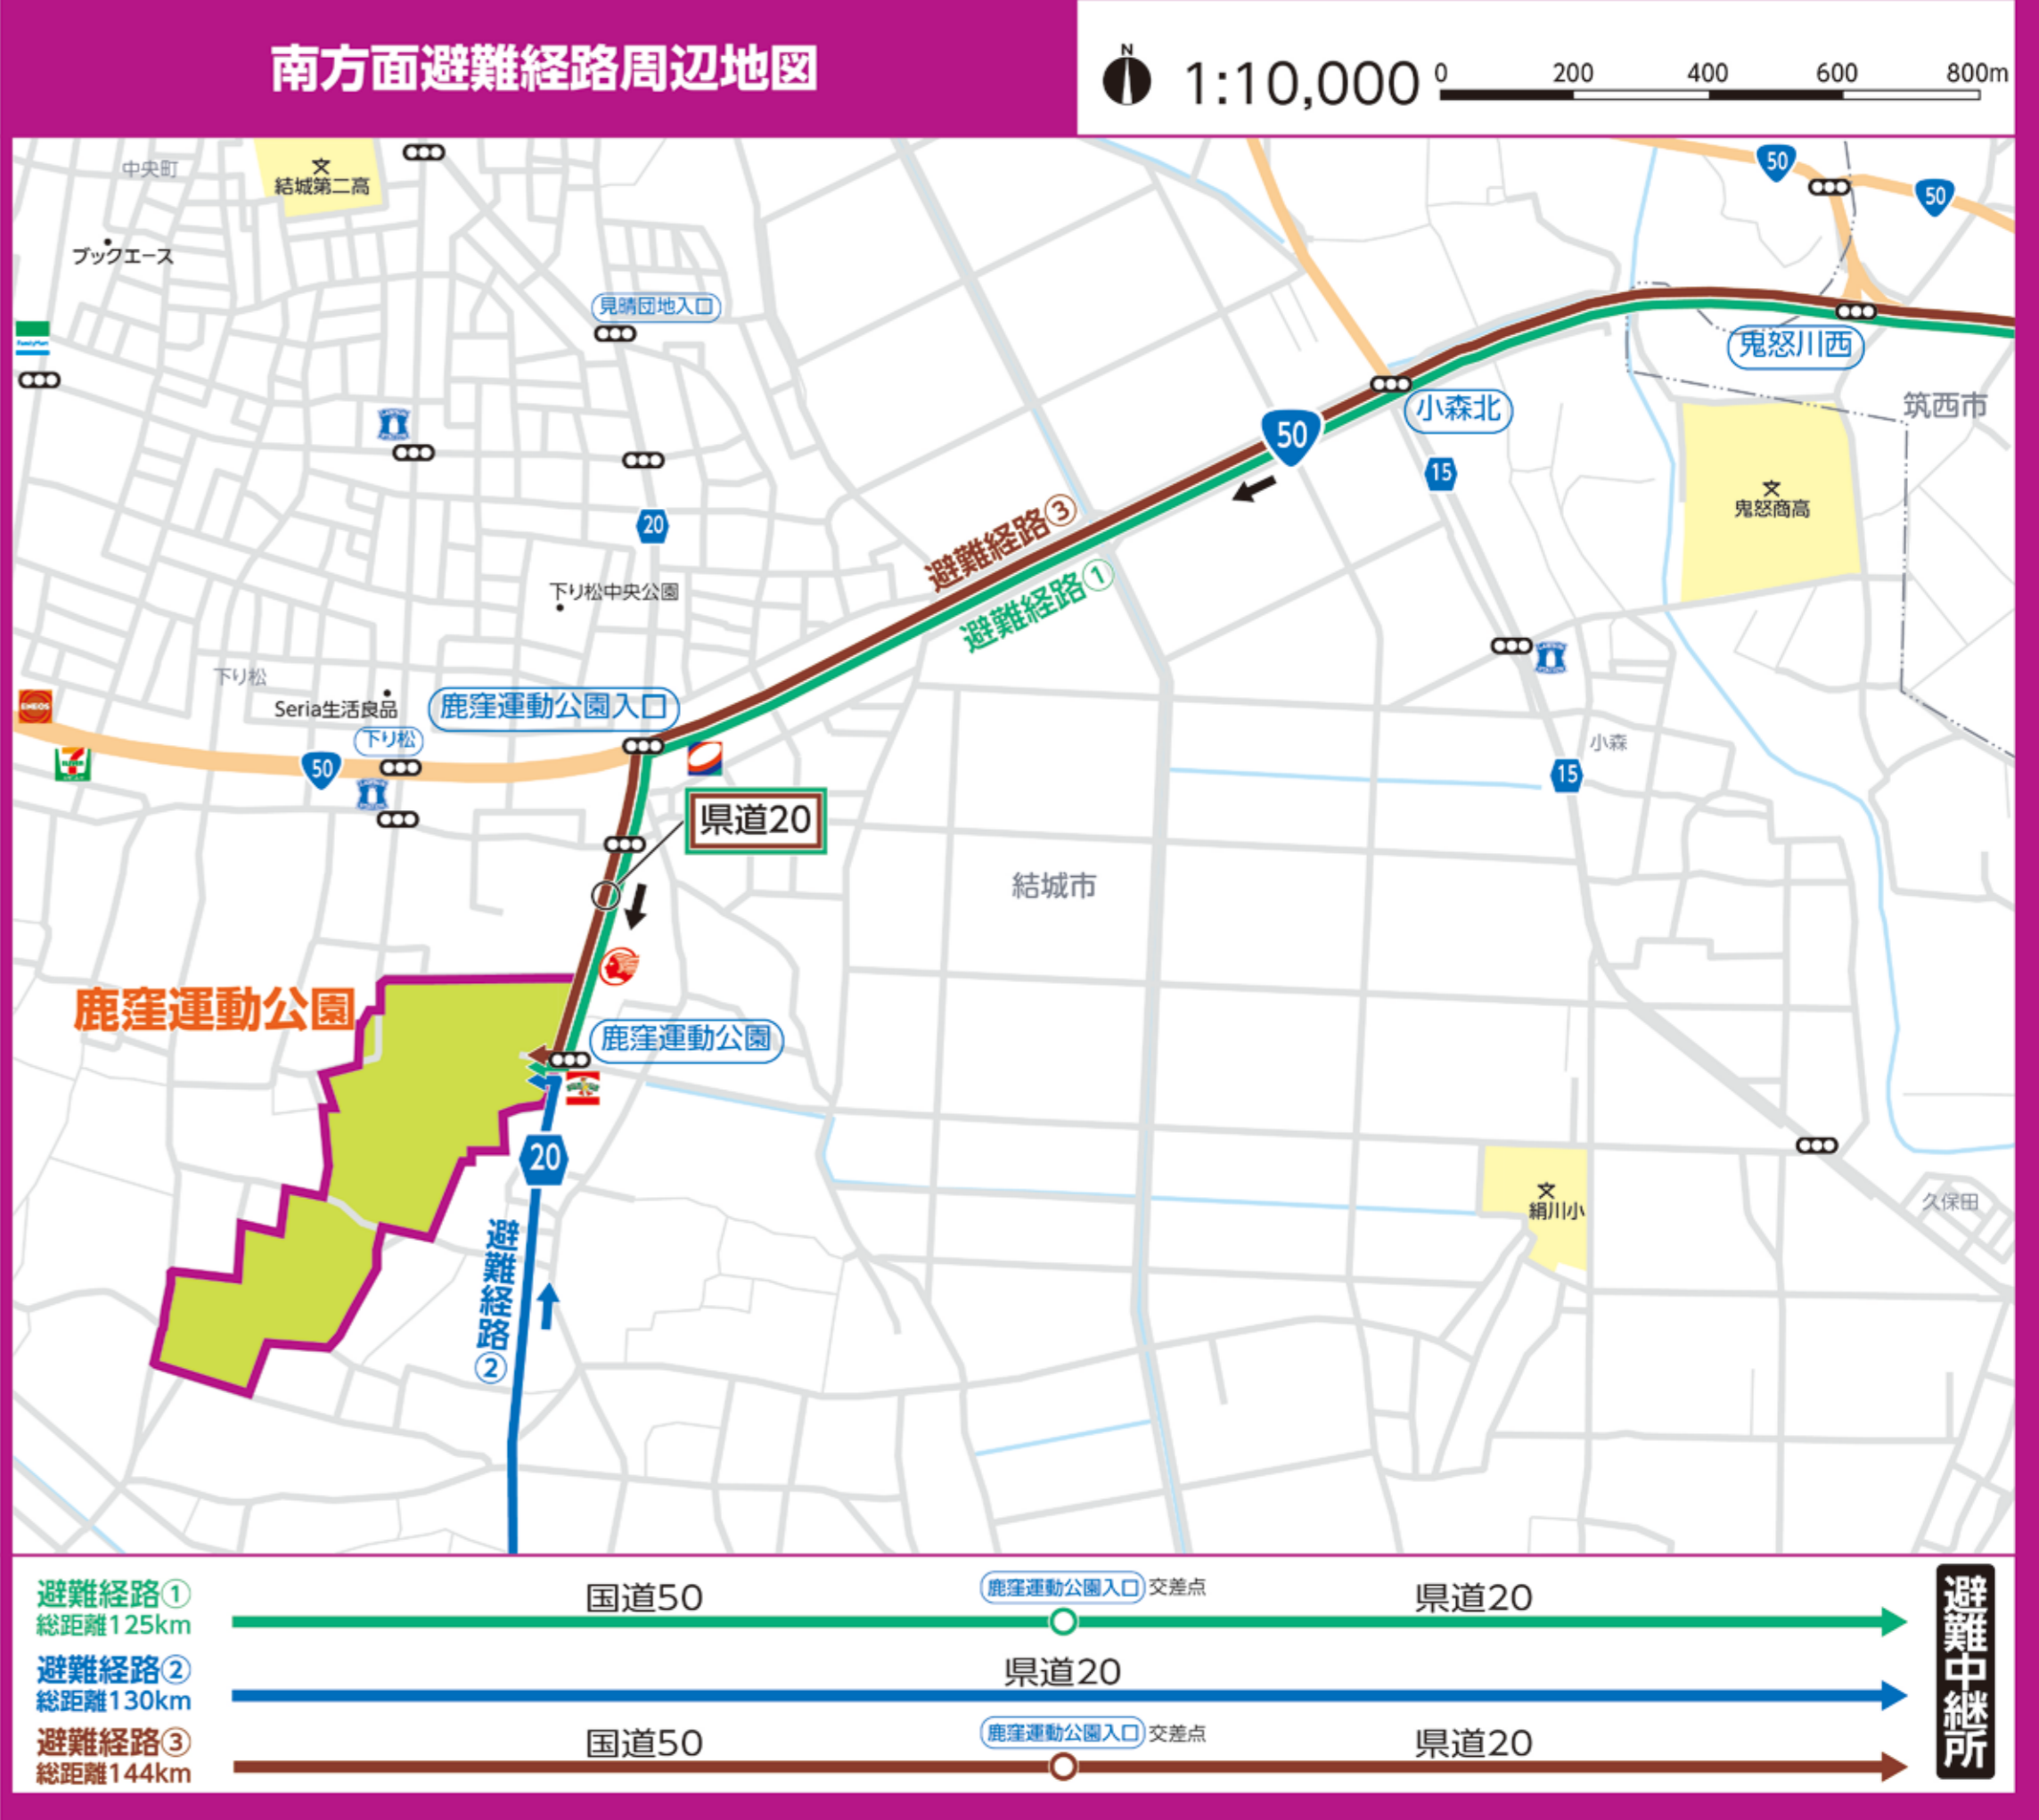 南方面避難経路周辺地図
N
1:10,000
0 200 400 600 800m
中央町
文
結城第二高
ブックエース
見晴団地入口
50
50
鬼怒川西
筑西市
小森北
50
15
文
鬼怒商高
FamilyMart
20
避難経路③
避難経路①
下り松中央公園
下り松
Seria生活良品
鹿窪運動公園入口
ENEOS
下り松
50
県道20
小森
15
結城市
鹿窪運動公園
鹿窪運動公園
20
避難経路②
文
絹川小
久保田
避難経路①
総距離125km
国道50
鹿窪運動公園入口 交差点
県道20
避難経路②
総距離130km
県道20
避難経路③
総距離144km
国道50
鹿窪運動公園入口 交差点
県道20
避難中継所